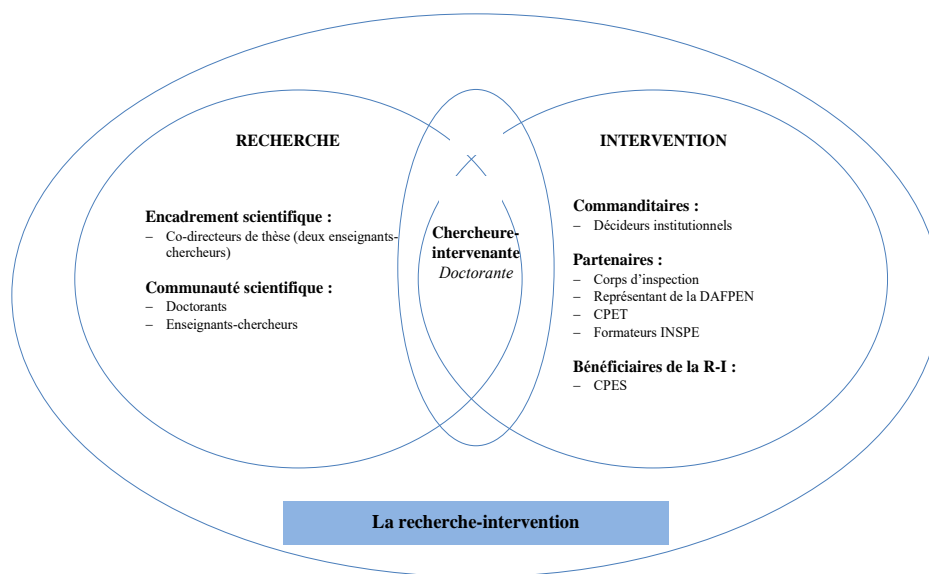 RECHERCHE
Encadrement scientifique :
– Co-directeurs de thèse (deux enseignants-
chercheurs)
Communauté scientifique :
– Doctorants
– Enseignants-chercheurs
Chercheure-
intervenante
Doctorante
INTERVENTION
Commanditaires :
– Décideurs institutionnels
Partenaires :
– Corps d’inspection
– Représentant de la DAFPEN
– CPET
– Formateurs INSPE
Bénéficiaires de la R-I :
– CPES
La recherche-intervention